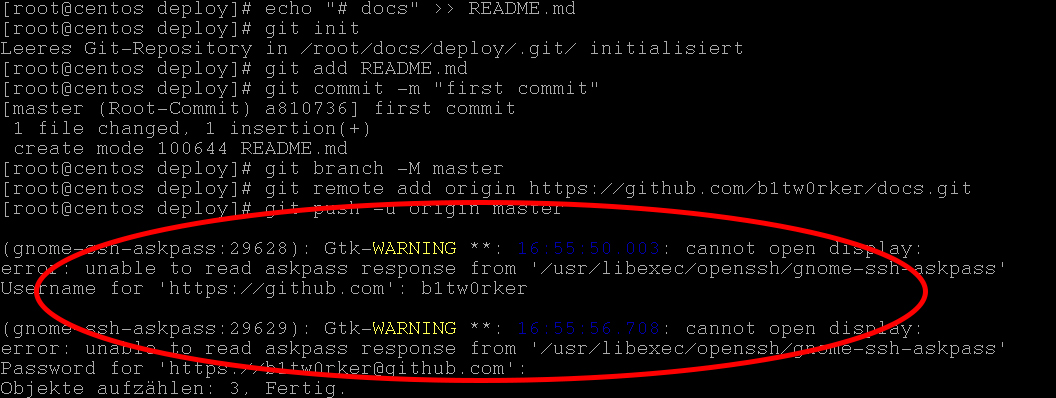 [root@centos deploy]# echo "# docs" >> README.md
[root@centos deploy]# git init
Leeres Git-Repository in /root/docs/deploy/.git/ initialisiert
[root@centos deploy]# git add README.md
[root@centos deploy]# git commit -m "first commit"
[master (Root-Commit) a810736] first commit
 1 file changed, 1 insertion(+)
 create mode 100644 README.md
[root@centos deploy]# git branch -M master
[root@centos deploy]# git remote add origin https://github.com/b1tw0rker/docs.git
[root@centos deploy]# git push -u origin master
(gnome-ssh-askpass:29628): Gtk-WARNING **: 16:55:50.003: cannot open display:
error: unable to read askpass response from '/usr/libexec/openssh/gnome-ssh-askpass'
Username for 'https://github.com': b1tw0rker
(gnome-ssh-askpass:29629): Gtk-WARNING **: 16:55:56.708: cannot open display:
error: unable to read askpass response from '/usr/libexec/openssh/gnome-ssh-askpass'
Password for 'https://b1tw0rker@github.com':
Objekte aufzählen: 3, Fertig.